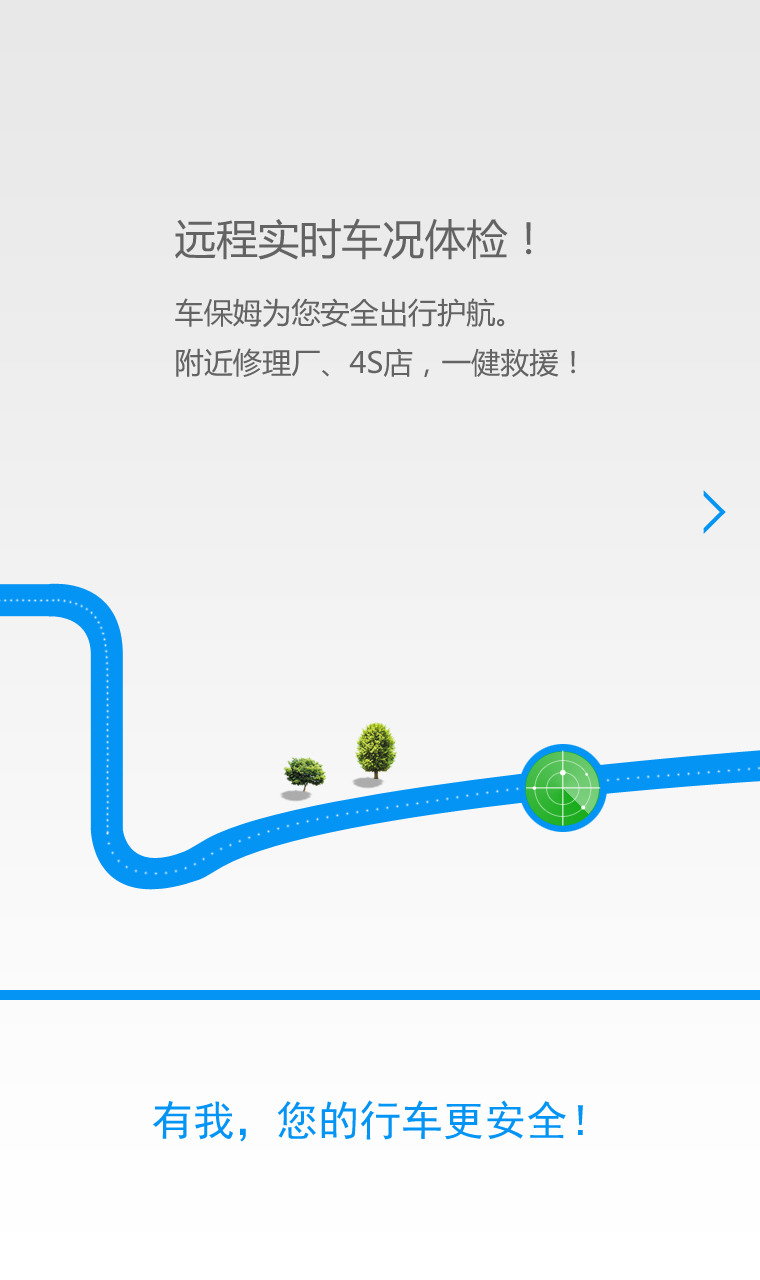 远程实时车况体检！
车保姆为您安全出行护航。
附近修理厂、4S店，一健救援！
有我，您的行车更安全！